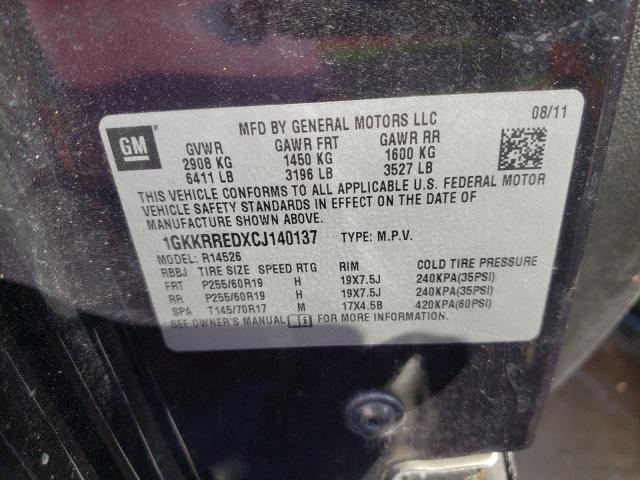 MFD BY GENERAL MOTORS LLC 08/11
GM
GVWR GAWR FRT GAWR RR
2908 KG 1450 KG 1600 KG
6411 LB 3196 LB 3527 LB
THIS VEHICLE CONFORMS TO ALL APPLICABLE U.S. FEDERAL MOTOR
VEHICLE SAFETY STANDARDS IN EFFECT ON THE DATE OF
MANUFACTURE SHOWN ABOVE.
1GKKRREDXCJ140137 TYPE: M.P.V.
MODEL: R14526
RBBJ TIRE SIZE SPEED RTG RIM COLD TIRE PRESSURE
FRT P255/60R19 H 19X7.5J 240KPA(35PSI)
RR P255/60R19 H 19X7.5J 240KPA(35PSI)
SPA T145/70R17 M 17X4.5B 420KPA(60PSI)
SEE OWNER'S MANUAL FOR MORE INFORMATION.